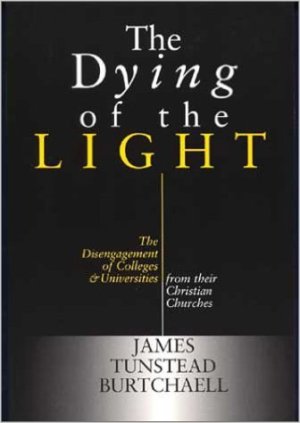 The
Dying
of the
LIGHT
The
Disengagement
of Colleges
& Universities
from their
Christian
Churches
JAMES
TUNSTEAD
BURTCHAELL